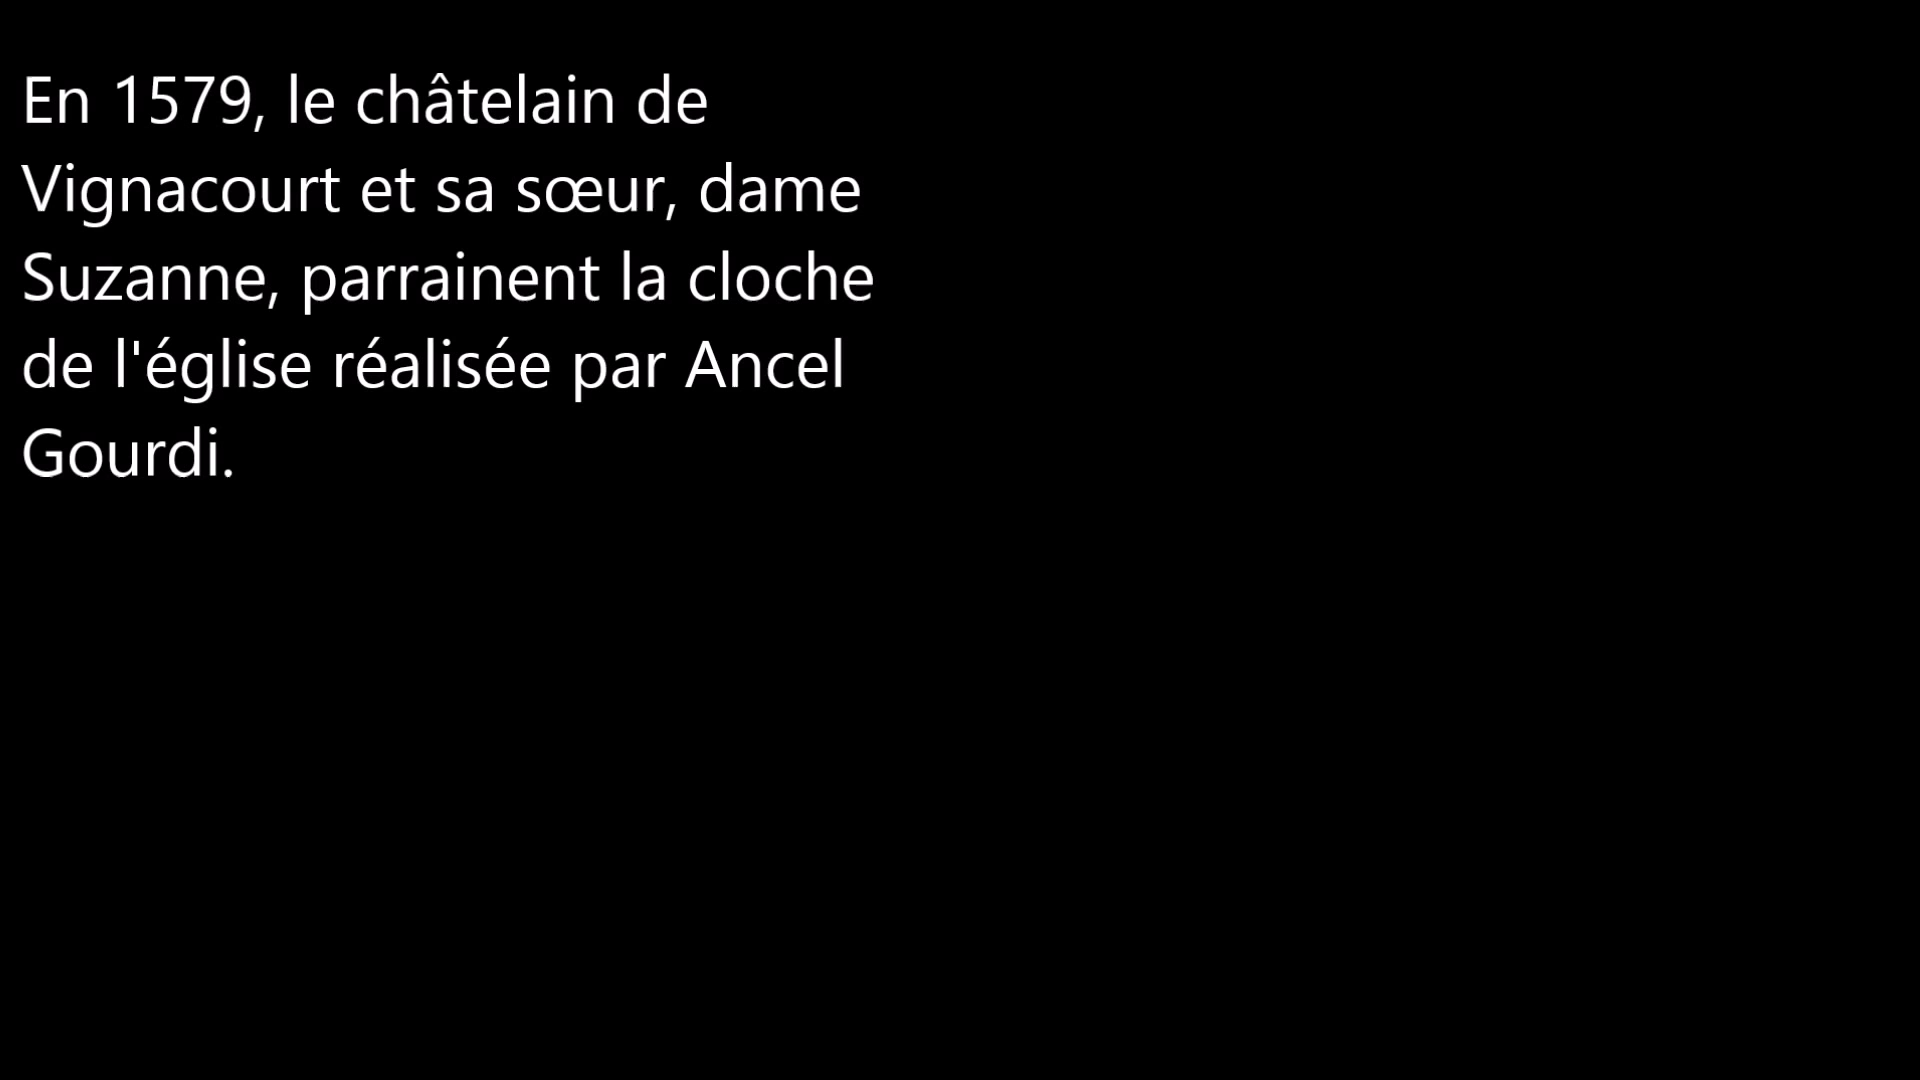 En 1579, le châtelain de
Vignacourt et sa sœur, dame
Suzanne, parrainent la cloche
de l'église réalisée par Ancel
Gourdi.